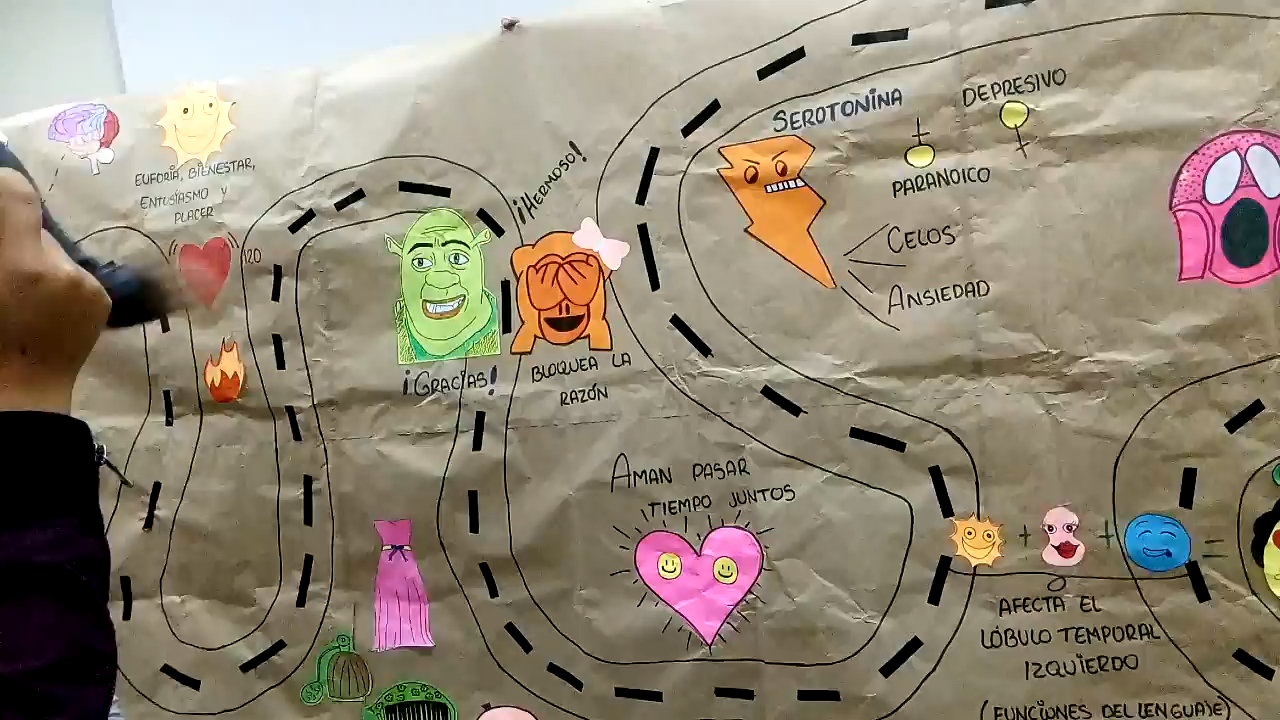 EUFORÍA, BIENESTAR,
ENTUSIASMO Y
PLACER
120
¡HERMOSO!
¡GRACIAS!
BLOQUEA LA
RAZÓN
AMAN PASAR
TIEMPO JUNTOS
SEROTONINA
DEPRESIVO
PARANOICO
CELOS
ANSIEDAD
+ + =
AFECTA EL
LÓBULO TEMPORAL
IZQUIERDO
(FUNCIONES DEL LENGUAJE)